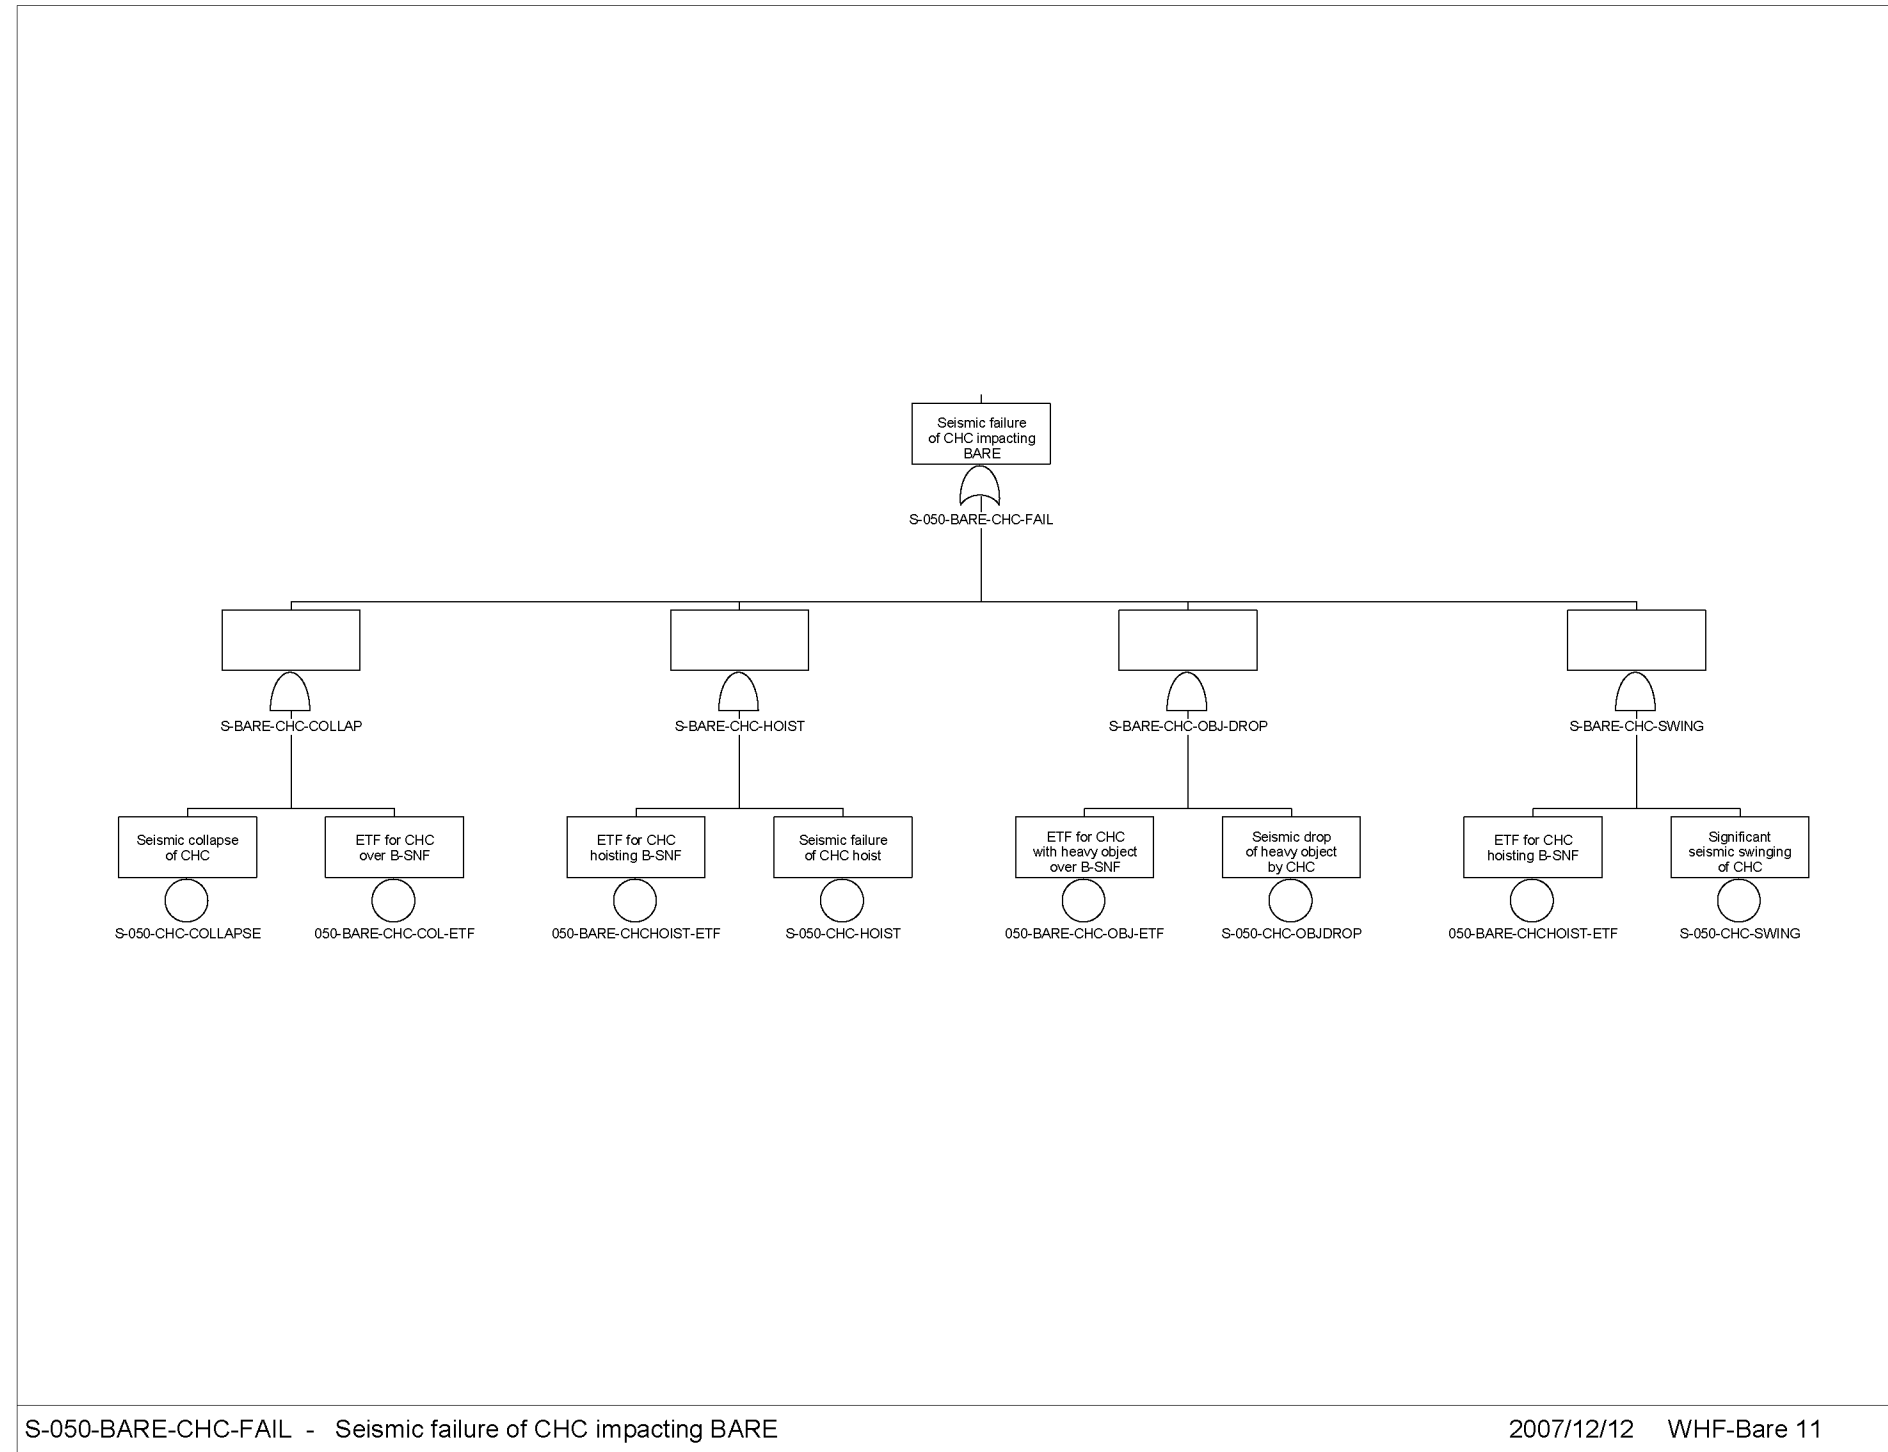 Seismic failure
of CHC impacting
BARE
S-050-BARE-CHC-FAIL
S-BARE-CHC-COLLAP
S-BARE-CHC-HOIST
S-BARE-CHC-OBJ-DROP
S-BARE-CHC-SWING
Seismic collapse
of CHC
S-050-CHC-COLLAPSE
ETF for CHC
over B-SNF
050-BARE-CHC-COL-ETF
ETF for CHC
hoisting B-SNF
050-BARE-CHCHOIST-ETF
Seismic failure
of CHC hoist
S-050-CHC-HOIST
ETF for CHC
with heavy object
over B-SNF
050-BARE-CHC-OBJ-ETF
Seismic drop
of heavy object
by CHC
S-050-CHC-OBJDROP
ETF for CHC
hoisting B-SNF
050-BARE-CHCHOIST-ETF
Significant
seismic swinging
of CHC
S-050-CHC-SWING
S-050-BARE-CHC-FAIL - Seismic failure of CHC impacting BARE
2007/12/12 WHF-Bare 11